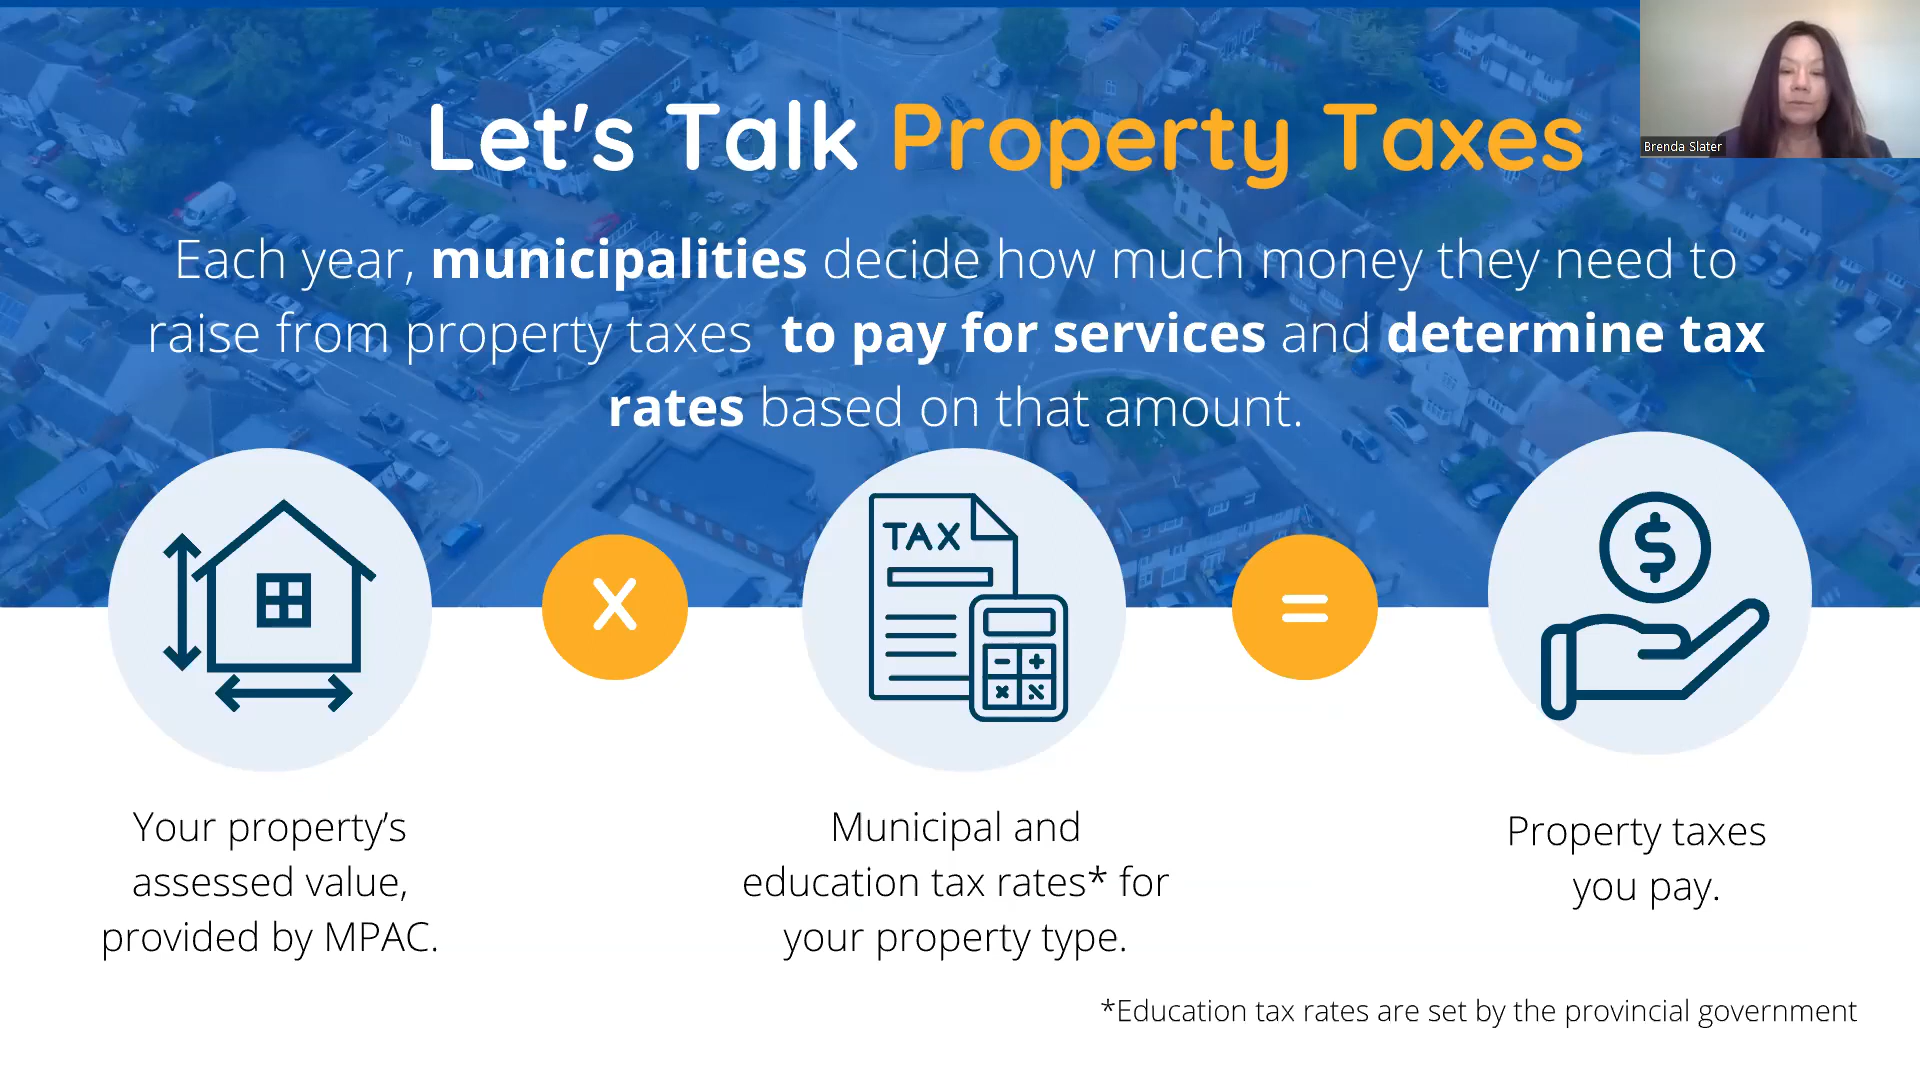 Let's Talk Property Taxes
Brenda Slater
Each year, municipalities decide how much money they need to
raise from property taxes to pay for services and determine tax
rates based on that amount.
TAX
X
=
$
Your property's
assessed value,
provided by MPAC.
Municipal and
education tax rates* for
your property type.
Property taxes
you pay.
*Education tax rates are set by the provincial government